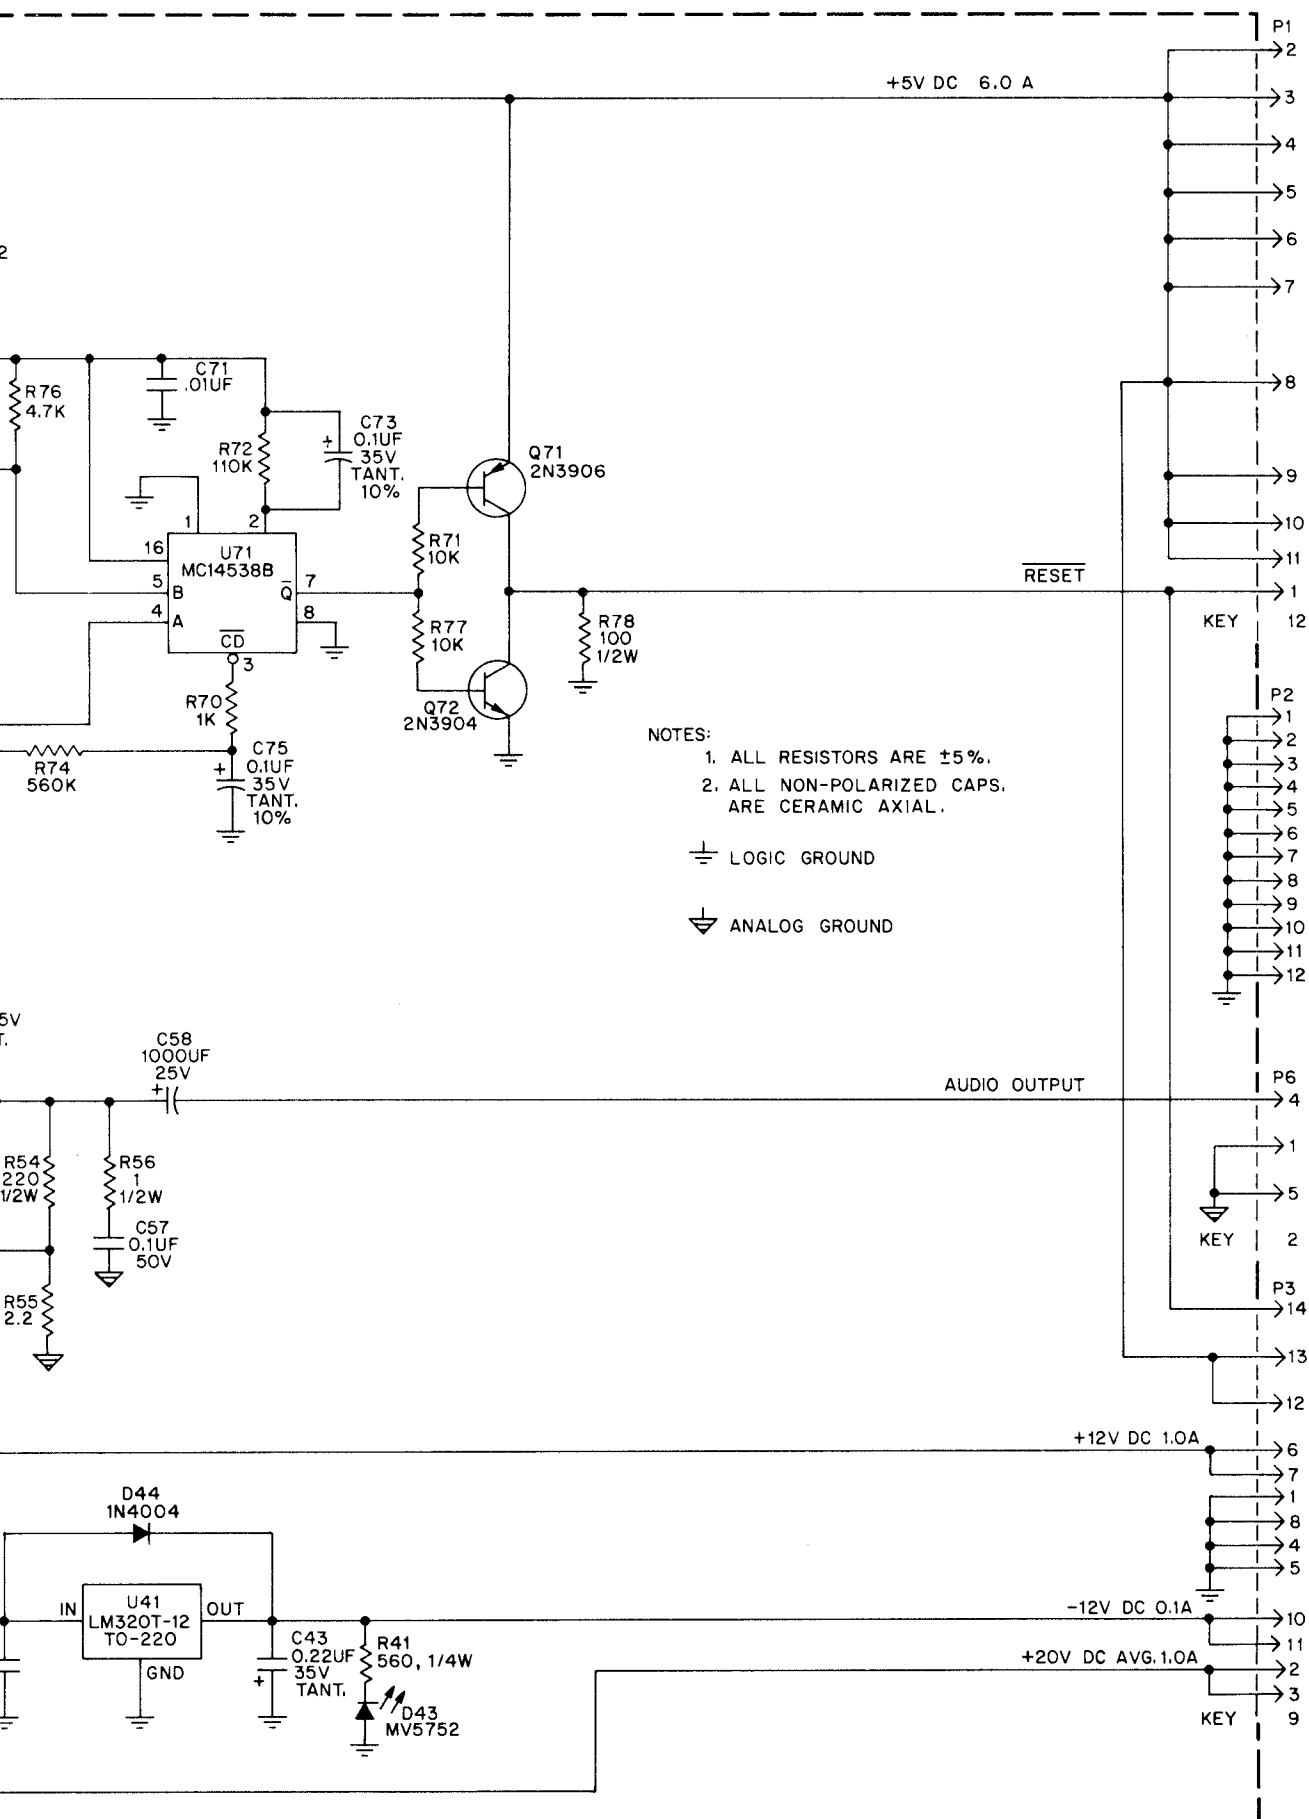 P1
2
+5V DC 6.0 A
3
4
5
6
2
7
8
R76
4.7K
C71
.01UF
C73
0.1UF
35V
TANT.
10%
R72
110K
Q71
2N3906
9
10
11
1
2
16
U71
MC14538B
5
B
4
A
Q
7
8
CD
3
R71
10K
R77
10K
RESET
1
KEY 12
R78
100
1/2W
R70
1K
Q72
2N3904
R74
560K
C75
0.1UF
35V
TANT.
10%
NOTES:
1. ALL RESISTORS ARE ±5%.
2. ALL NON-POLARIZED CAPS.
ARE CERAMIC AXIAL.
LOGIC GROUND
ANALOG GROUND
P2
1
2
3
4
5
6
7
8
9
10
11
12
5V
T.
C58
1000UF
25V
AUDIO OUTPUT
P6
4
1
5
KEY 2
R54
220
1/2W
R56
1
1/2W
C57
0.1UF
50V
R55
2.2
P3
14
13
12
+12V DC 1.0A
6
7
1
8
4
5
D44
1N4004
IN
U41
LM320T-12
TO-220
OUT
GND
C43
0.22UF
35V
TANT.
R41
560, 1/4W
D43
MV5752
-12V DC 0.1A
10
11
+20V DC AVG.1.0A
2
3
KEY 9